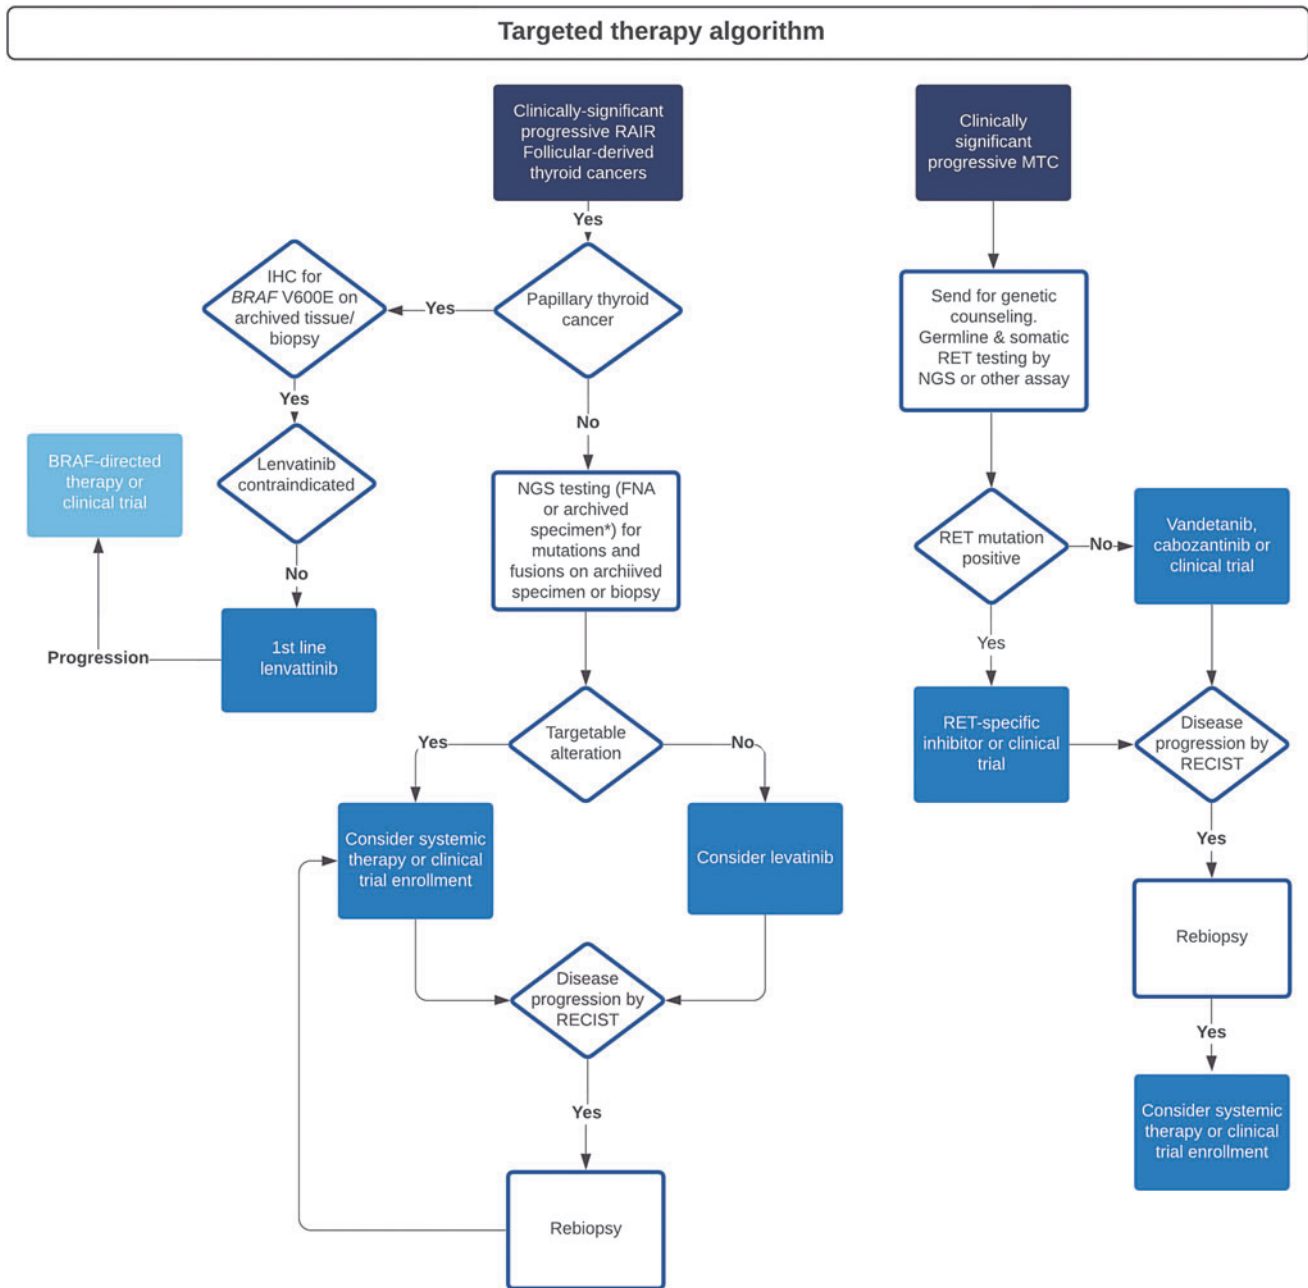 Targeted therapy algorithm
Clinically-significant
progressive RAIR
Follicular-derived
thyroid cancers
Yes
Papillary thyroid
cancer
Yes
IHC for
BRAF V600E on
archived tissue/
biopsy
Yes
Lenvatinib
contraindicated
No
1st line
lenvattinib
Progression
BRAF-directed
therapy or
clinical trial
No
NGS testing (FNA
or archived
specimen*) for
mutations and
fusions on archiived
specimen or biopsy
Targetable
alteration
Yes
No
Consider systemic
therapy or clinical
trial enrollment
Consider levatinib
Disease
progression by
RECIST
Yes
Rebiopsy
Clinically
significant
progressive MTC
Send for genetic
counseling.
Germline & somatic
RET testing by
NGS or other assay
RET mutation
positive
No
Vandetanib,
cabozantinib or
clinical trial
Yes
RET-specific
inhibitor or clinical
trial
Disease
progression by
RECIST
Yes
Rebiopsy
Yes
Consider systemic
therapy or clinical
trial enrollment